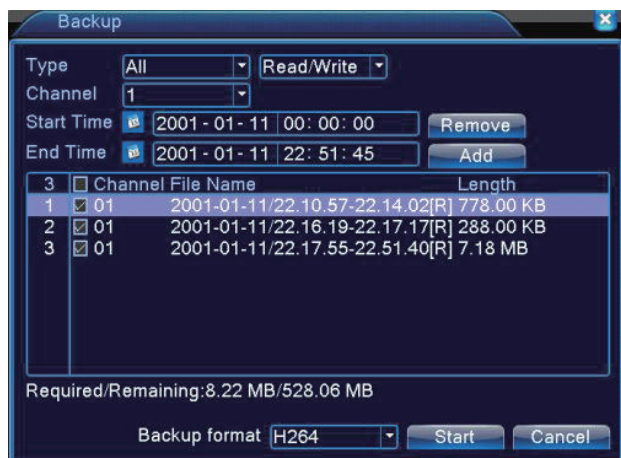 Backup
Type All Read/Write
Channel 1
Start Time 2001 - 01 - 11 00: 00: 00 Remove
End Time 2001 - 01 - 11 22: 51: 45 Add
3 Channel File Name Length
1 01 2001-01-11/22.10.57-22.14.02[R] 778.00 KB
2 01 2001-01-11/22.16.19-22.17.17[R] 288.00 KB
3 01 2001-01-11/22.17.55-22.51.40[R] 7.18 MB
Required/Remaining:8.22 MB/528.06 MB
Backup format H264 Start Cancel